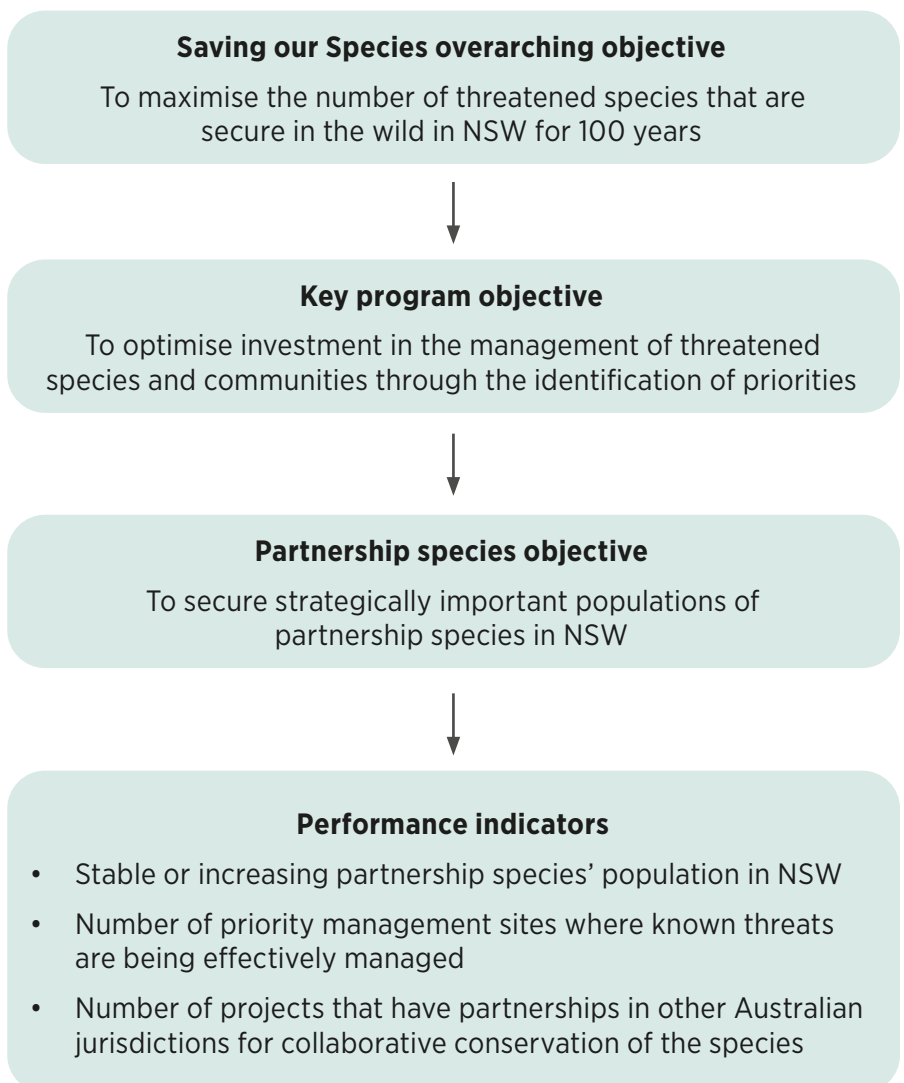 Saving our Species overarching objective
To maximise the number of threatened species that are
secure in the wild in NSW for 100 years
Key program objective
To optimise investment in the management of threatened
species and communities through the identification of priorities
Partnership species objective
To secure strategically important populations of
partnership species in NSW
Performance indicators
• Stable or increasing partnership species’ population in NSW
• Number of priority management sites where known threats
are being effectively managed
• Number of projects that have partnerships in other Australian
jurisdictions for collaborative conservation of the species